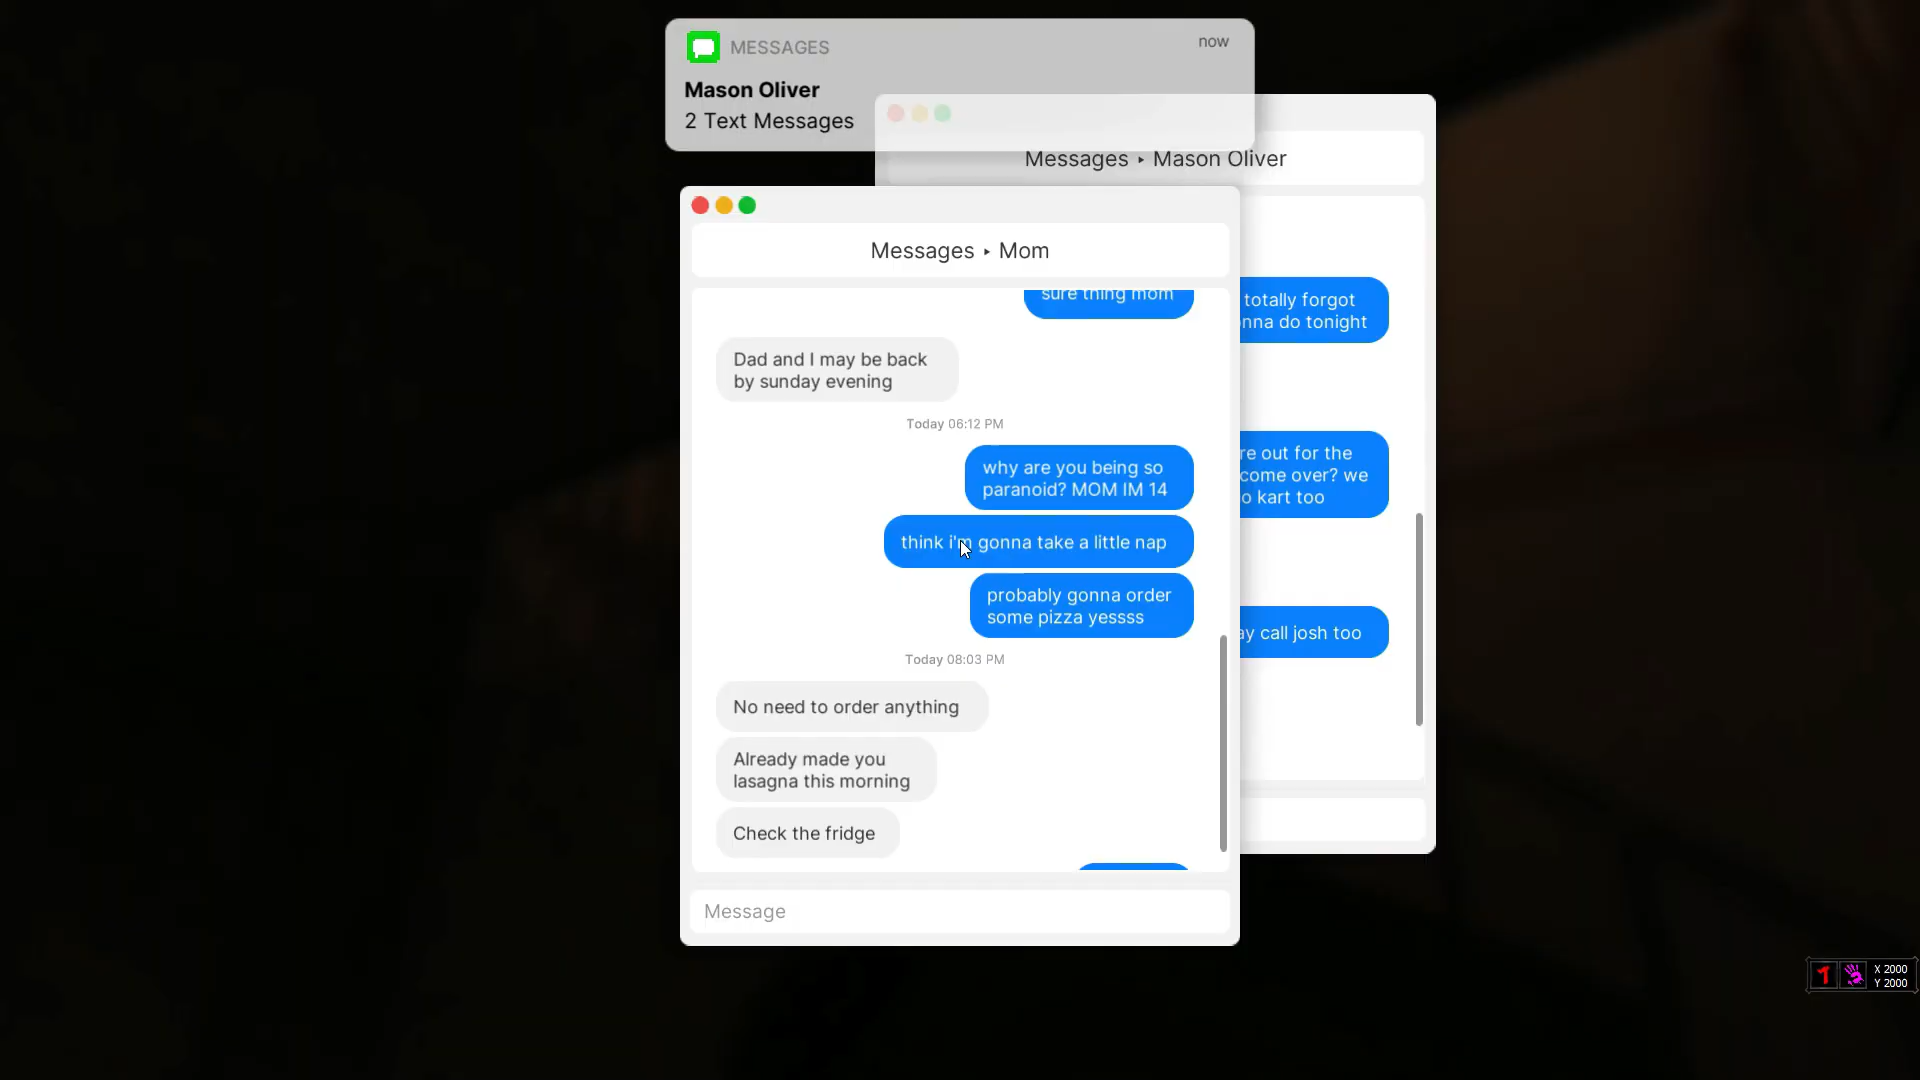 MESSAGES
now
Mason Oliver
2 Text Messages
Messages ‣ Mason Oliver
totally forgot
nna do tonight
re out for the
come over? we
o kart too
ay call josh too
Messages ‣ Mom
sure thing mom
Dad and I may be back
by sunday evening
Today 06:12 PM
why are you being so
paranoid? MOM IM 14
think i'm gonna take a little nap
probably gonna order
some pizza yessss
Today 08:03 PM
No need to order anything
Already made you
lasagna this morning
Check the fridge
Message
X 2000
Y 2000